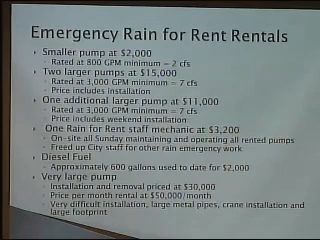 Emergency Rain for Rent Rentals
Smaller pump at $2,000
Rated at 800 GPM minimum = 2 cfs
Two larger pumps at $15,000
Rated at 3,000 GPM minimum = 7 cfs
Price includes installation
One additional larger pump at $11,000
Rated at 3,000 GPM minimum = 7 cfs
Price includes weekend installation
One Rain for Rent staff mechanic at $3,200
On-site all Sunday maintaining and operating all rented pumps
Freed up City staff for other rain emergency work
Diesel Fuel
Approximately 600 gallons used to date for $2,000
Very large pump
Installation and removal priced at $30,000
Price per month rental at $50,000/month
Very difficult installation, large metal pipes, crane installation and
large footprint